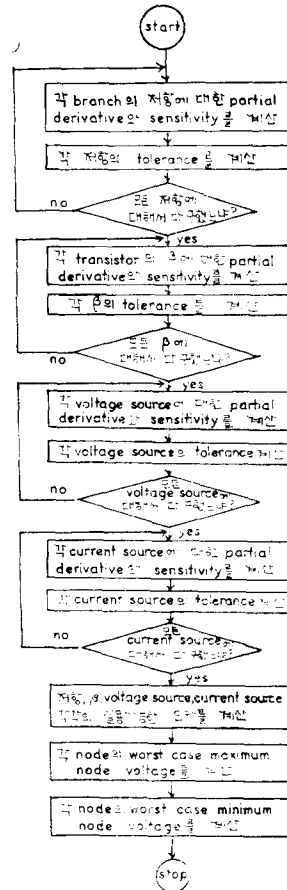 start
각 branch의 저항에 대한 partial
derivative와 sensitivity를 계산
각 저항의 tolerance를 계산
모든 저항에
대해서 다 구했느냐?
no
yes
각 transistor의 β에 대한 partial
derivative와 sensitivity를 계산
각 β의 tolerance를 계산
모든 β에
대해서 다 구했느냐?
no
yes
각 voltage source에 대한 partial
derivative와 sensitivity를 계산
각 voltage source의 tolerance 계산
모든
voltage source에
대해서 다 구했느냐?
no
yes
각 current source에 대한 partial
derivative와 sensitivity를 계산
각 current source의 tolerance 계산
모든
current source에
대해서 다 구했느냐?
no
yes
저항, β, voltage source, current source
계산
각 node의 worst case maximum
node voltage를 계산
각 node의 worst case minimum
node voltage를 계산
stop